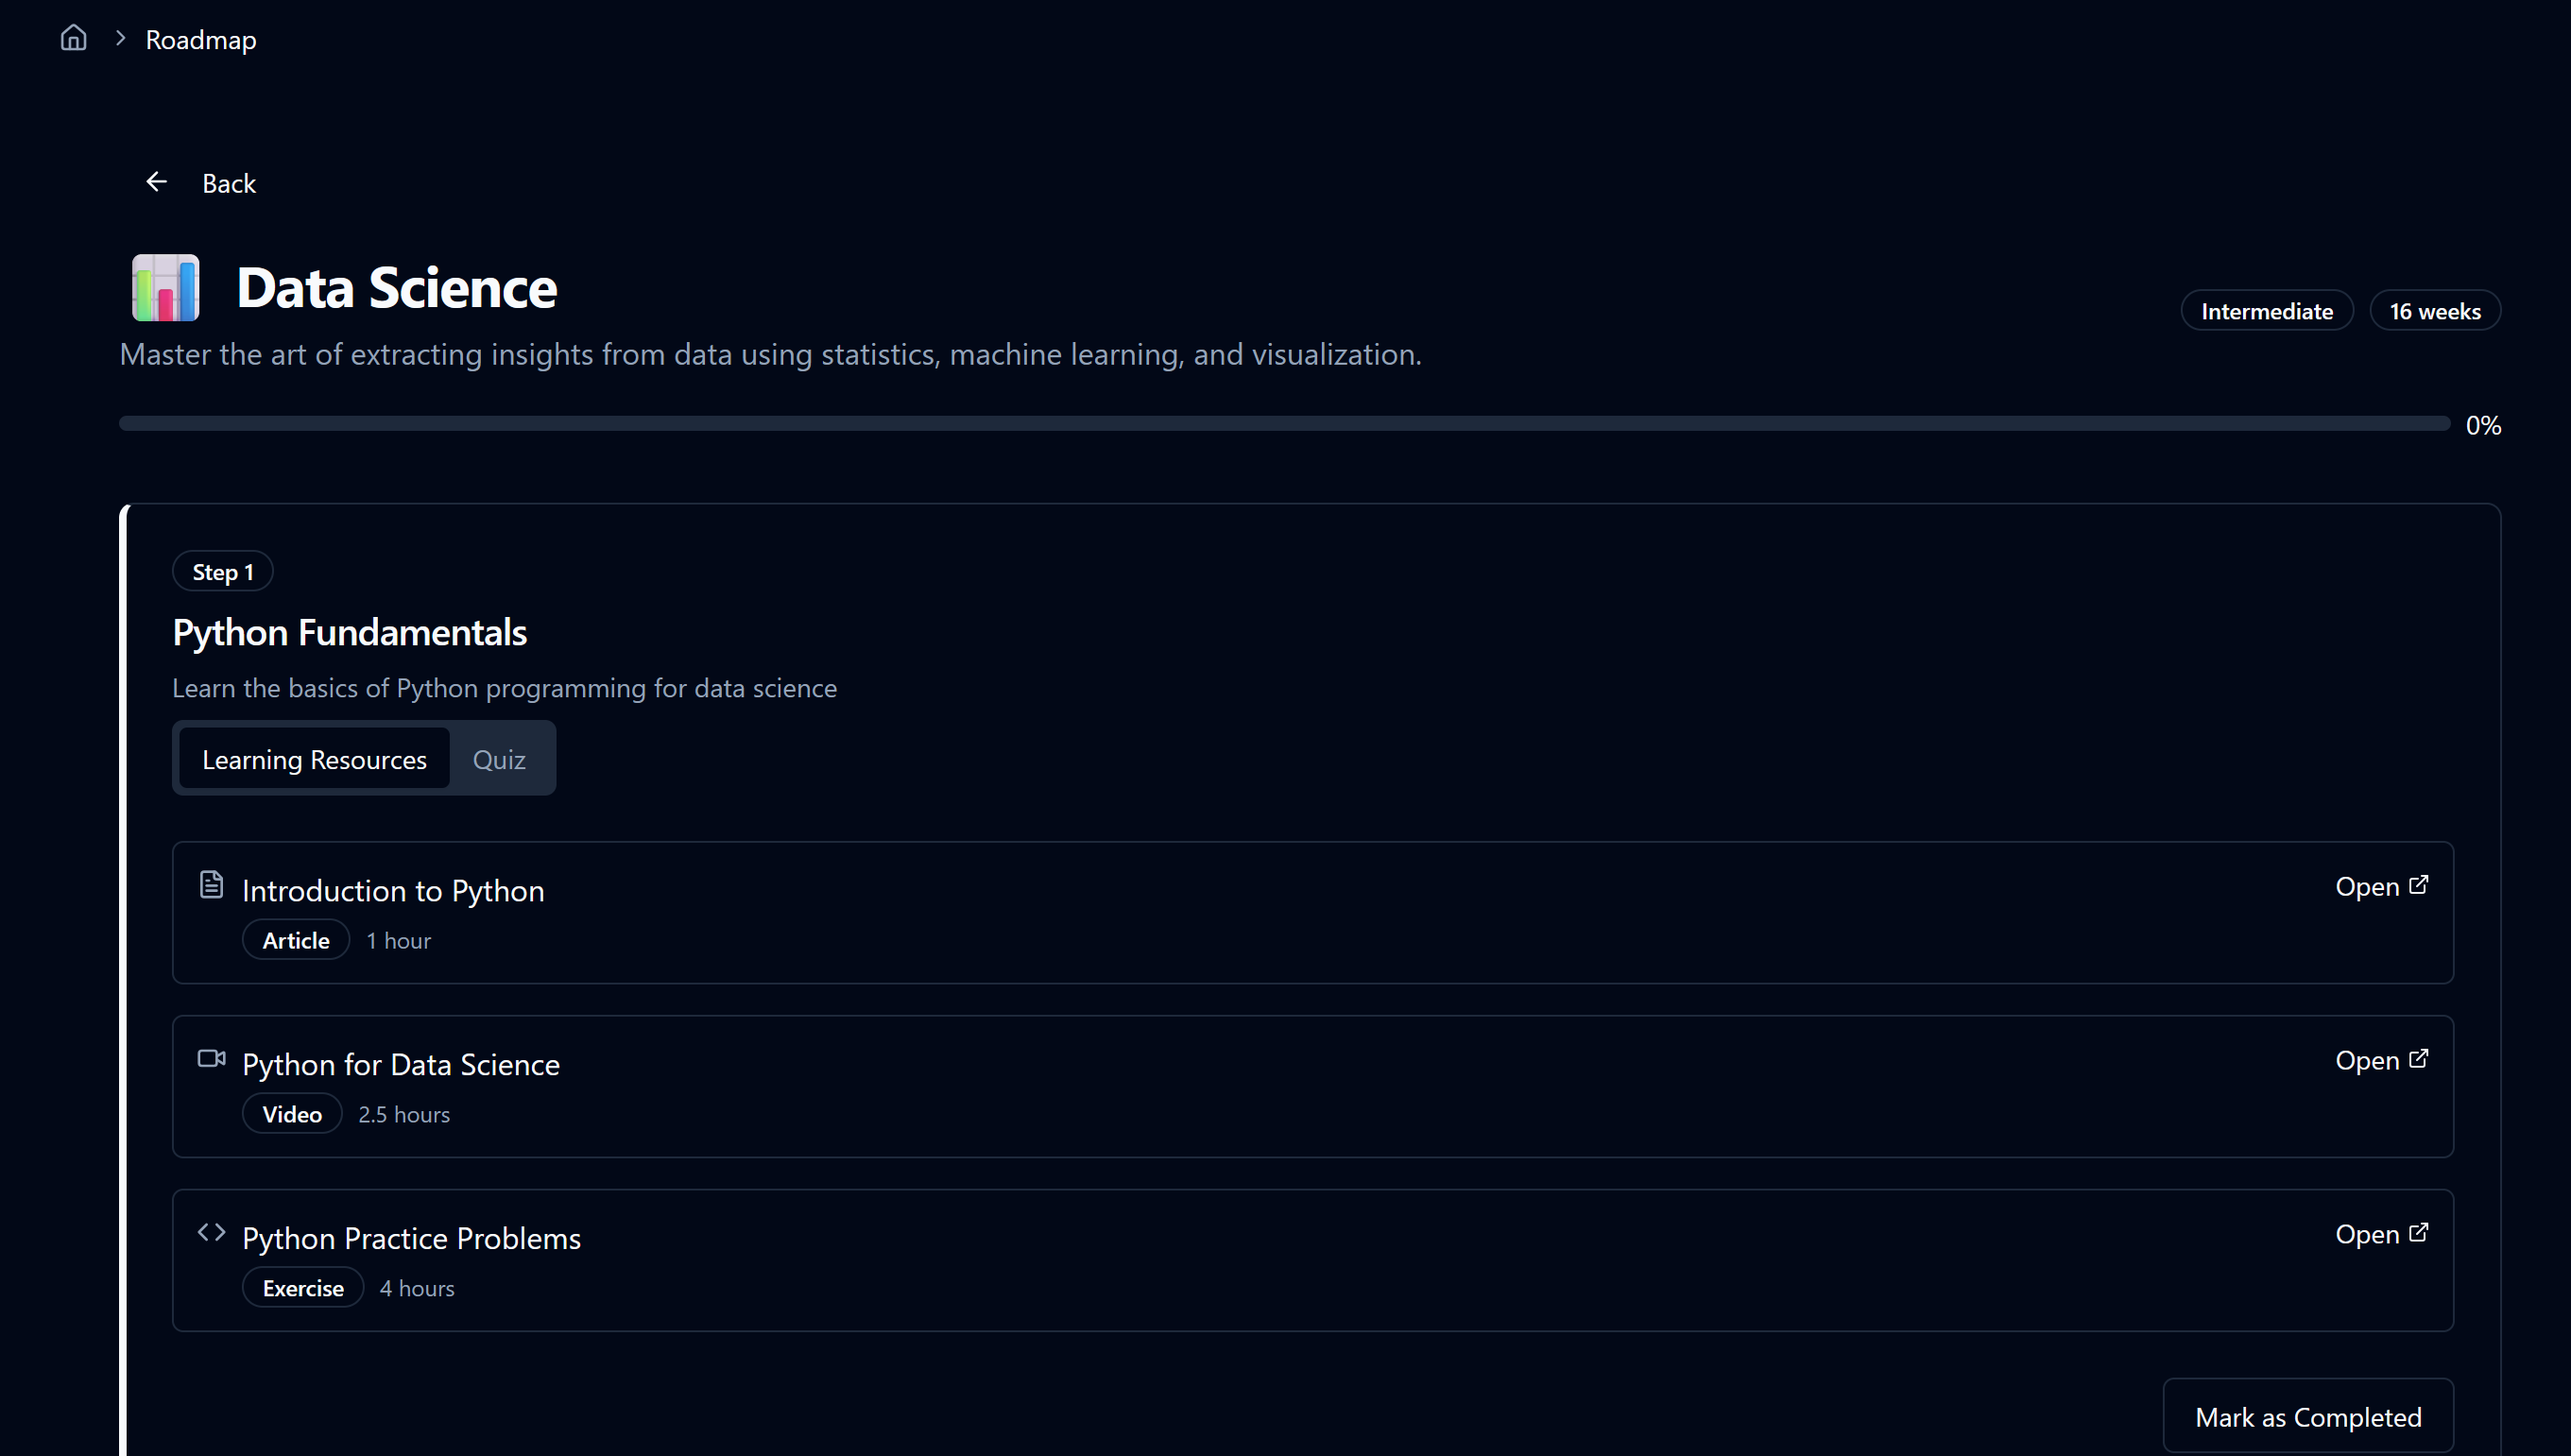 Roadmap
Back
Data Science
Intermediate 16 weeks
Master the art of extracting insights from data using statistics, machine learning, and visualization.
0%
Step 1
Python Fundamentals
Learn the basics of Python programming for data science
Learning Resources Quiz
Introduction to Python Open
Article 1 hour
Python for Data Science Open
Video 2.5 hours
Python Practice Problems Open
Exercise 4 hours
Mark as Completed